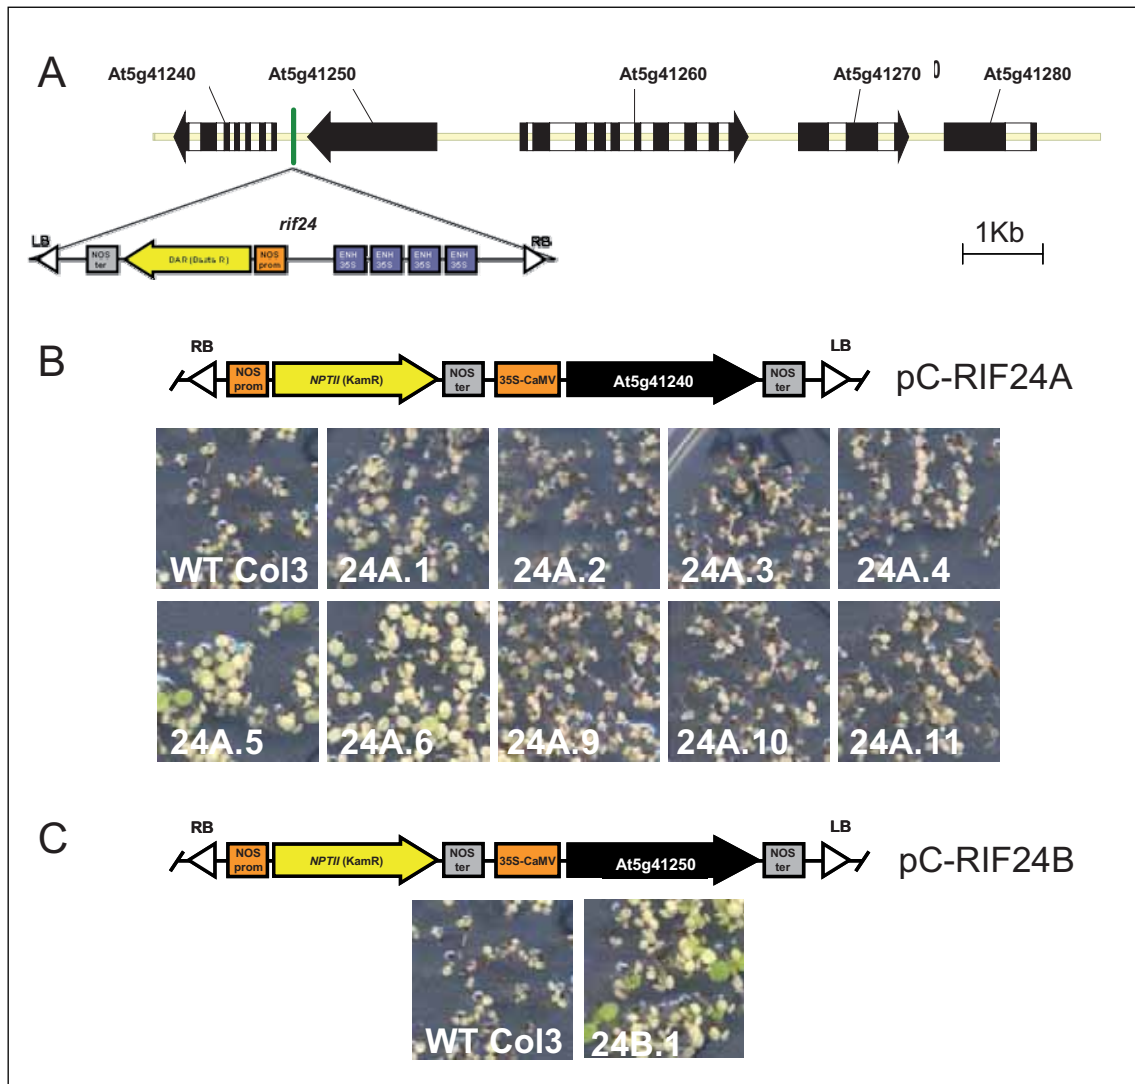 A
At5g41240
At5g41250
At5g41260
At5g41270
At5g41280
rif24
LB
RB
NOS ter
NOS prom
ENH 35S
ENH 35S
ENH 35S
ENH 35S
1Kb
B
RB
NOS prom
NPTII (KamR)
NOS ter
35S-CaMV
At5g41240
NOS ter
LB
pC-RIF24A
WT Col3
24A.1
24A.2
24A.3
24A.4
24A.5
24A.6
24A.9
24A.10
24A.11
C
RB
NOS prom
NPTII (KamR)
NOS ter
35S-CaMV
At5g41250
NOS ter
LB
pC-RIF24B
WT Col3
24B.1